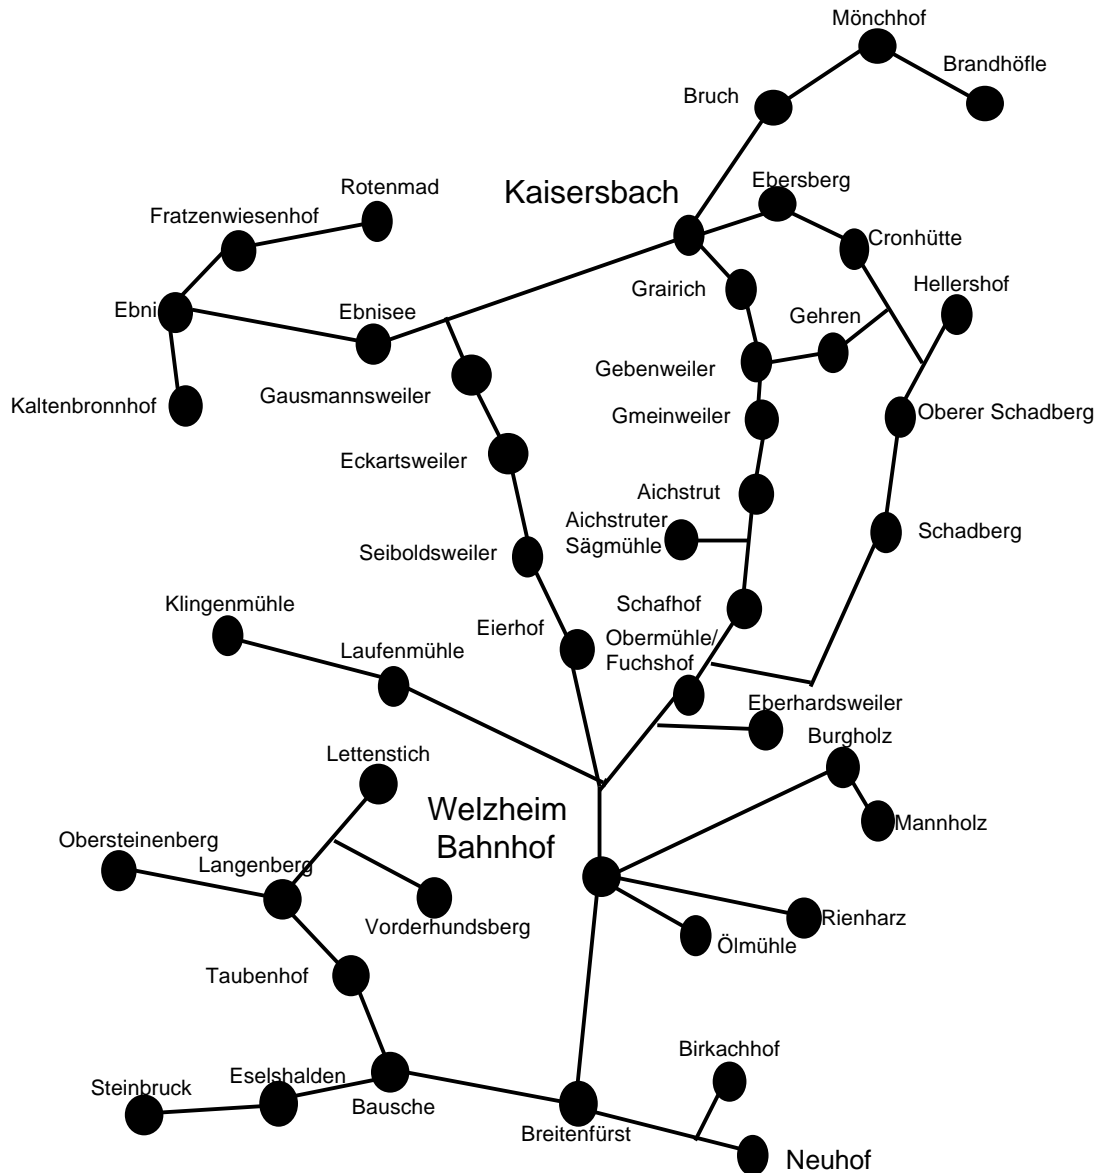 Mönchhof
Brandhöfle
Bruch
Kaisersbach
Ebersberg
Rotenmad
Fratzenwiesenhof
Cronhütte
Hellershof
Grairich
Ebni
Ebnisee
Gehren
Gebenweiler
Gausmannsweiler
Kaltenbronnhof
Gmeinweiler
Oberer Schadberg
Eckartsweiler
Aichstrut
Aichstruter
Sägmühle
Schadberg
Seiboldsweiler
Klingenmühle
Schafhof
Eierhof
Obermühle/
Fuchshof
Laufenmühle
Eberhardsweiler
Burgholz
Lettenstich
Welzheim
Bahnhof
Mannholz
Obersteinenberg
Langenberg
Vorderhundsberg
Rienharz
Ölmühle
Taubenhof
Birkachhof
Eselshalden
Steinbruck
Bausche
Breitenfürst
Neuhof